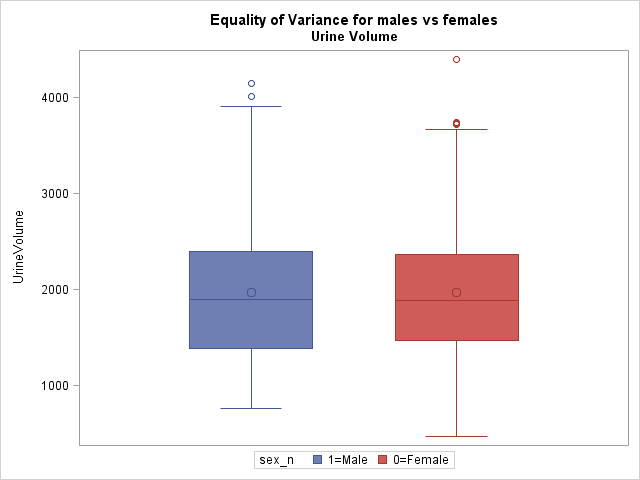 Equality of Variance for males vs females
Urine Volume
4000
3000
2000
1000
UrineVolume
sex_n 1=Male 0=Female